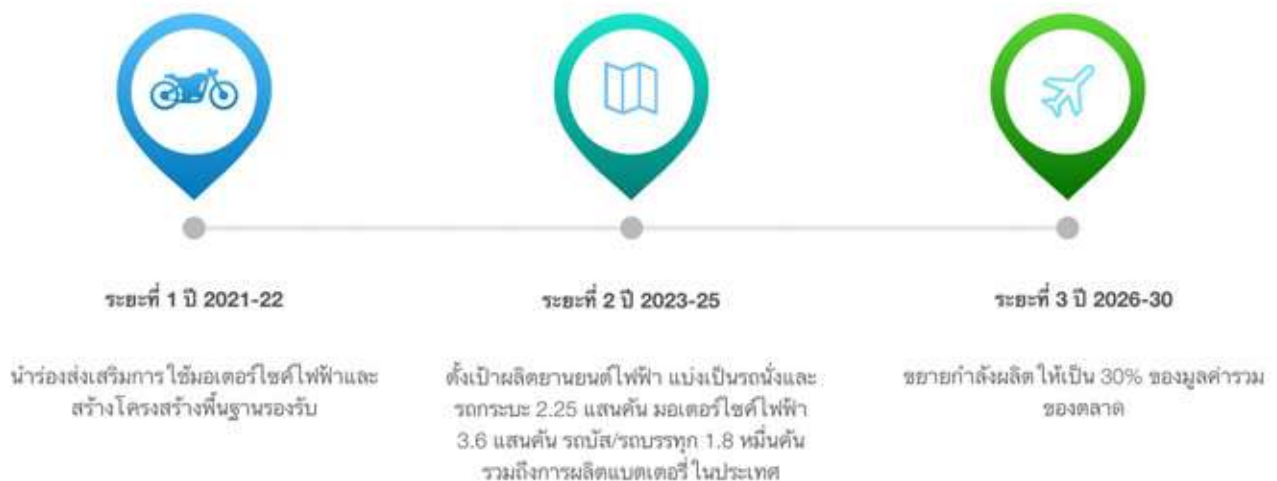 ระยะที่ 1 ปี 2021-22
นำร่องส่งเสริมการใช้มอเตอร์ไซค์ไฟฟ้าและ
สร้างโครงสร้างพื้นฐานรองรับ
ระยะที่ 2 ปี 2023-25
ตั้งเป้าผลิตยานยนต์ไฟฟ้า แบ่งเป็นรถนั่งและ
รถกระบะ 2.25 แสนคัน มอเตอร์ไซค์ไฟฟ้า
3.6 แสนคัน รถบัส/รถบรรทุก 1.8 หมื่นคัน
รวมถึงการผลิตแบตเตอรี่ในประเทศ
ระยะที่ 3 ปี 2026-30
ขยายกำลังผลิตให้เป็น 30% ของมูลค่ารวม
ของตลาด